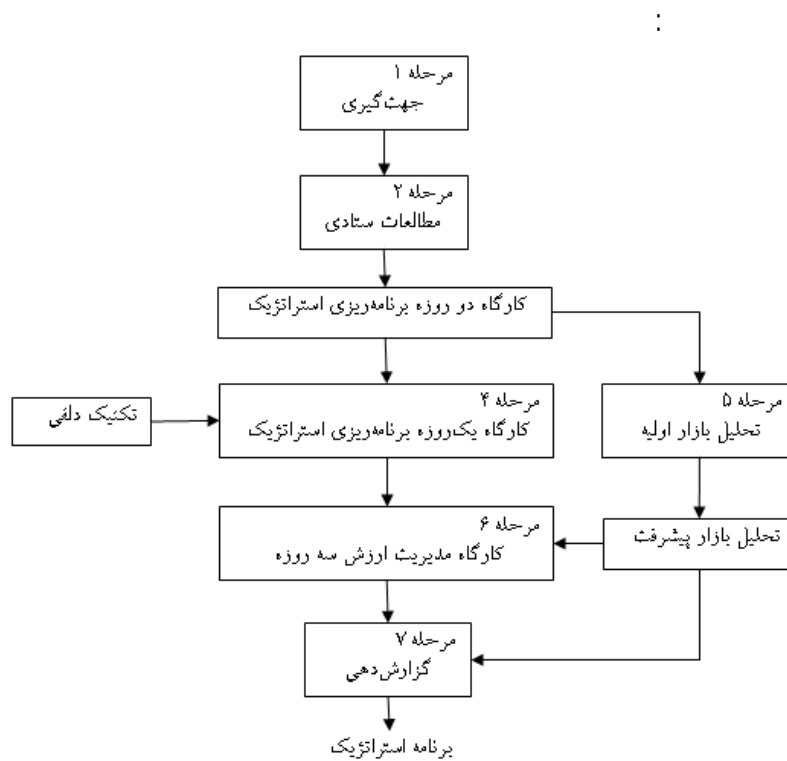 :
مرحله ۱
جهت‌گیری
مرحله ۲
مطالعات ستادی
کارگاه دو روزه برنامه‌ریزی استراتژیک
مرحله ۴
کارگاه یک‌روزه برنامه‌ریزی استراتژیک
تکنیک دلفی
مرحله ۵
تحلیل بازار اولیه
مرحله ۶
کارگاه مدیریت ارزش سه روزه
تحلیل بازار پیشرفت
مرحله ۷
گزارش‌دهی
برنامه استراتژیک